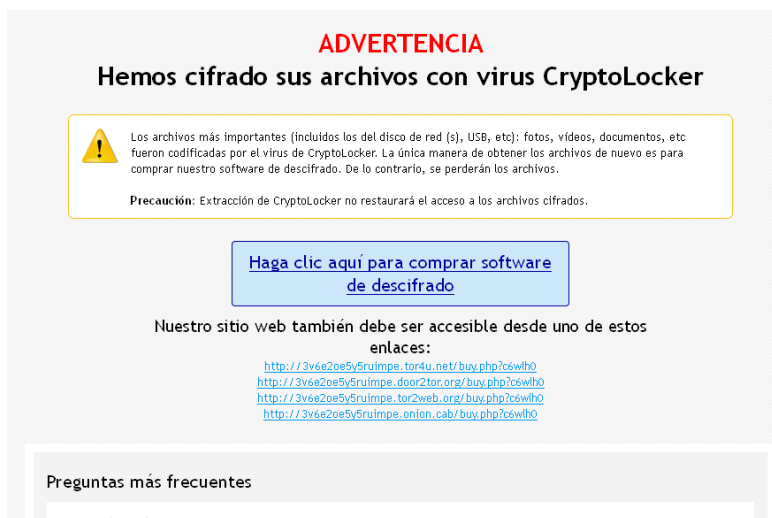 ADVERTENCIA
Hemos cifrado sus archivos con virus CryptoLocker
Los archivos más importantes (incluidos los del disco de red (s), USB, etc): fotos, vídeos, documentos, etc
fueron codificadas por el virus de CryptoLocker. La única manera de obtener los archivos de nuevo es para
comprar nuestro software de descifrado. De lo contrario, se perderán los archivos.
Precaución: Extracción de CryptoLocker no restaurará el acceso a los archivos cifrados.
Haga clic aquí para comprar software
de descifrado
Nuestro sitio web también debe ser accesible desde uno de estos
enlaces:
http://3v6e2oe5y5ruimpe.tor4u.net/buy.php?c6wlh0
http://3v6e2oe5y5ruimpe.door2tor.org/buy.php?c6wlh0
http://3v6e2oe5y5ruimpe.tor2web.org/buy.php?c6wlh0
http://3v6e2oe5y5ruimpe.onion.cab/buy.php?c6wlh0
Preguntas más frecuentes